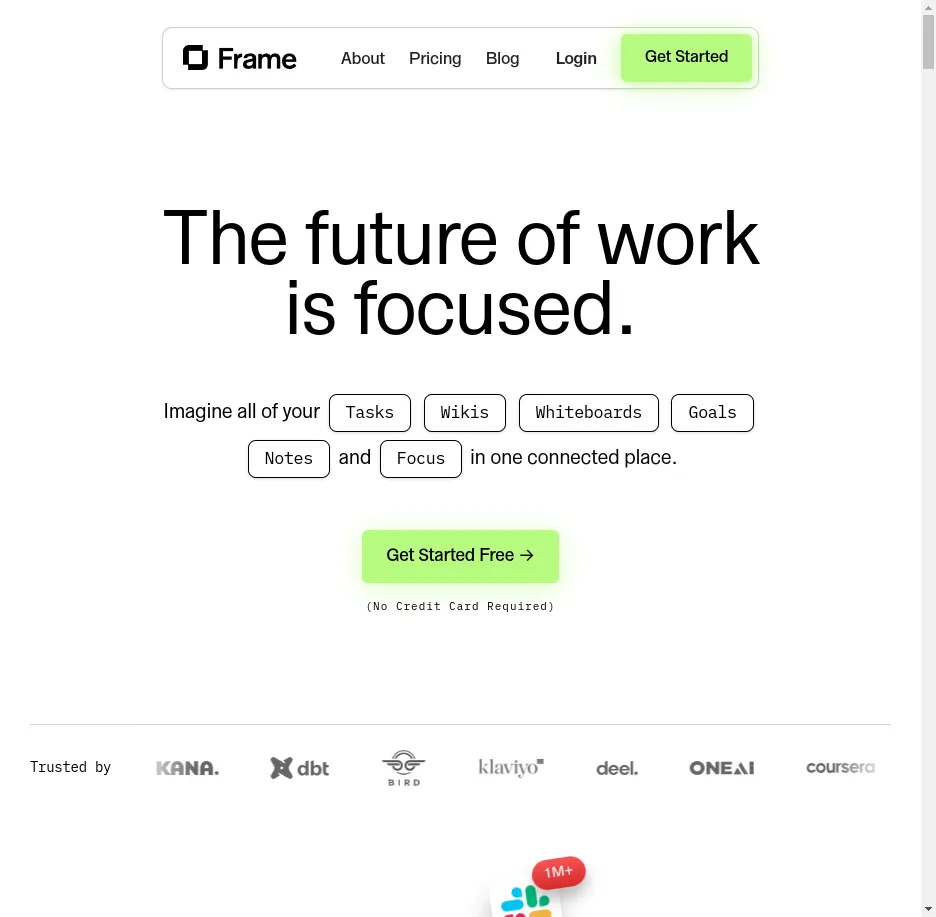 Frame About Pricing Blog Login Get Started
The future of work
is focused.
Imagine all of your Tasks Wikis Whiteboards Goals
Notes and Focus in one connected place.
Get Started Free →
(No Credit Card Required)
Trusted by KANA. dbt BIRD klaviyo deel. ONEAI coursera
1M+